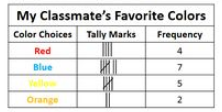 My Classmate's Favorite Colors
Color Choices Tally Marks Frequency
Red 4
Blue 7
Yellow 5
Orange 2